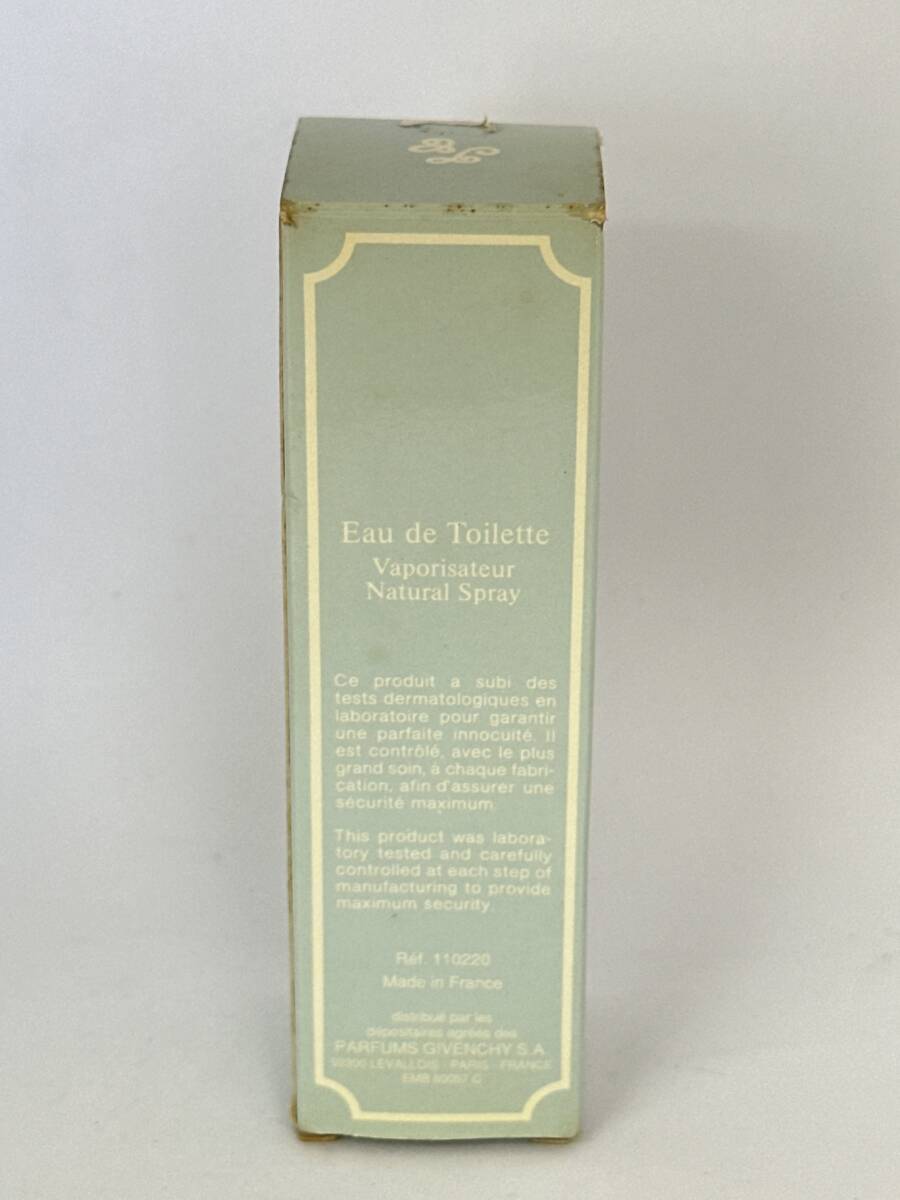 Eau de Toilette
Vaporisateur
Natural Spray
Ce produit a subi des
tests dermatologiques en
laboratoire pour garantir
une parfaite innocuité. Il
est contrôlé, avec le plus
grand soin, à chaque fabri-
cation, afin d'assurer une
sécurité maximum.
This product was labora-
tory tested and carefully
controlled at each step of
manufacturing to provide
maximum security.
Réf. 110220
Made in France
distribué par les
dépositaires agréés des
PARFUMS GIVENCHY S.A.
LEVALLOIS - PARIS - FRANCE
EMB